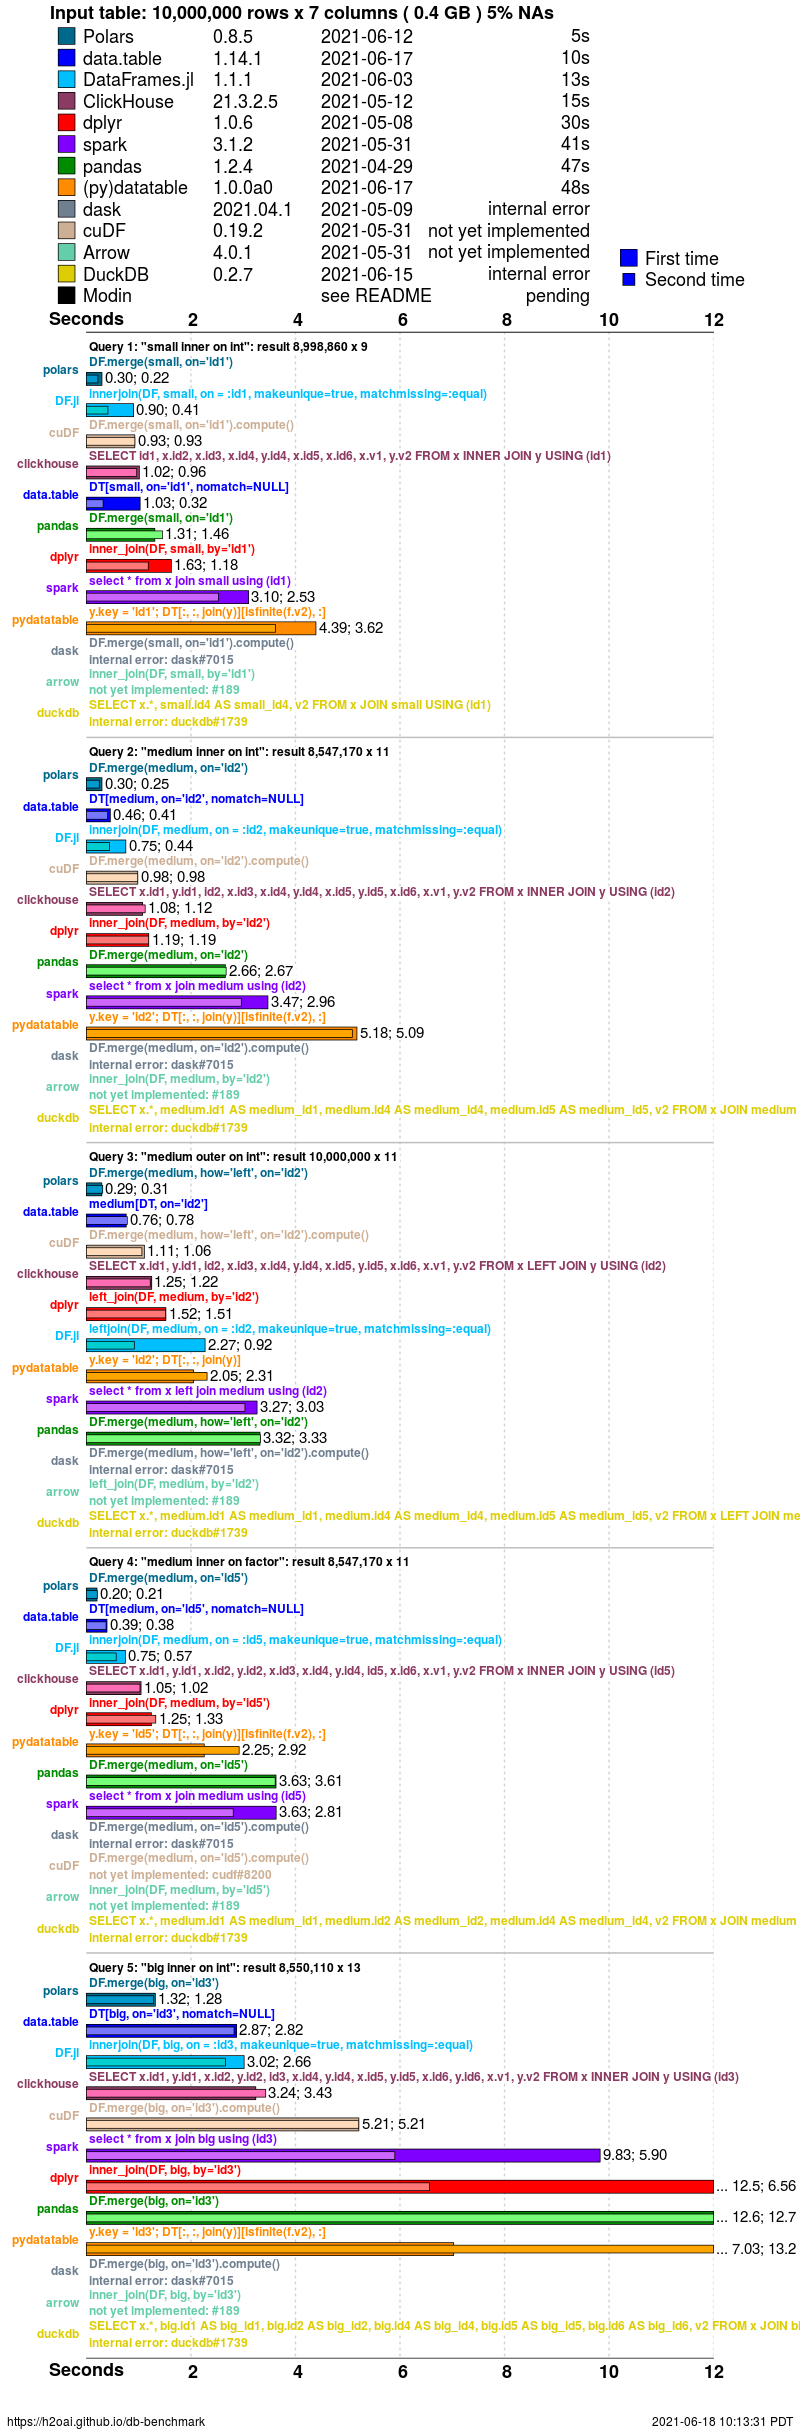 Input table: 10,000,000 rows x 7 columns ( 0.4 GB ) 5% NAs
Polars 0.8.5 2021-06-12 5s
data.table 1.14.1 2021-06-17 10s
DataFrames.jl 1.1.1 2021-06-03 13s
ClickHouse 21.3.2.5 2021-05-12 15s
dplyr 1.0.6 2021-05-08 30s
spark 3.1.2 2021-05-31 41s
pandas 1.2.4 2021-04-29 47s
(py)datatable 1.0.0a0 2021-06-17 48s
dask 2021.04.1 2021-05-09 internal error
cuDF 0.19.2 2021-05-31 not yet implemented
Arrow 4.0.1 2021-05-31 not yet implemented
DuckDB 0.2.7 2021-06-15 internal error
Modin see README pending
First time
Second time
Seconds 2 4 6 8 10 12
Query 1: "small inner on int": result 8,998,860 x 9
DF.merge(small, on='id1')
polars 0.30; 0.22
innerjoin(DF, small, on = :id1, makeunique=true, matchmissing=:equal)
DF.jl 0.90; 0.41
DF.merge(small, on='id1').compute()
cuDF 0.93; 0.93
SELECT id1, x.id2, x.id3, x.id4, y.id4, x.id5, x.id6, x.v1, y.v2 FROM x INNER JOIN y USING (id1)
clickhouse 1.02; 0.96
DT[small, on='id1', nomatch=NULL]
data.table 1.03; 0.32
DF.merge(small, on='id1')
pandas 1.31; 1.46
inner_join(DF, small, by='id1')
dplyr 1.63; 1.18
select * from x join small using (id1)
spark 3.10; 2.53
y.key = 'id1'; DT[:, :, join(y)][isfinite(f.v2), :]
pydatatable 4.39; 3.62
DF.merge(small, on='id1').compute()
dask internal error: dask#7015
inner_join(DF, small, by='id1')
arrow not yet implemented: #189
SELECT x.*, small.id4 AS small_id4, v2 FROM x JOIN small USING (id1)
duckdb internal error: duckdb#1739
Query 2: "medium inner on int": result 8,547,170 x 11
DF.merge(medium, on='id2')
polars 0.30; 0.25
DT[medium, on='id2', nomatch=NULL]
data.table 0.46; 0.41
innerjoin(DF, medium, on = :id2, makeunique=true, matchmissing=:equal)
DF.jl 0.75; 0.44
DF.merge(medium, on='id2').compute()
cuDF 0.98; 0.98
SELECT x.id1, y.id1, id2, x.id3, x.id4, y.id4, x.id5, y.id5, x.id6, x.v1, y.v2 FROM x INNER JOIN y USING (id2)
clickhouse 1.08; 1.12
inner_join(DF, medium, by='id2')
dplyr 1.19; 1.19
DF.merge(medium, on='id2')
pandas 2.66; 2.67
select * from x join medium using (id2)
spark 3.47; 2.96
y.key = 'id2'; DT[:, :, join(y)][isfinite(f.v2), :]
pydatatable 5.18; 5.09
DF.merge(medium, on='id2').compute()
dask internal error: dask#7015
inner_join(DF, medium, by='id2')
arrow not yet implemented: #189
SELECT x.*, medium.id1 AS medium_id1, medium.id4 AS medium_id4, medium.id5 AS medium_id5, v2 FROM x JOIN medium
duckdb internal error: duckdb#1739
Query 3: "medium outer on int": result 10,000,000 x 11
DF.merge(medium, how='left', on='id2')
polars 0.29; 0.31
medium[DT, on='id2']
data.table 0.76; 0.78
DF.merge(medium, how='left', on='id2').compute()
cuDF 1.11; 1.06
SELECT x.id1, y.id1, id2, x.id3, x.id4, y.id4, x.id5, y.id5, x.id6, x.v1, y.v2 FROM x LEFT JOIN y USING (id2)
clickhouse 1.25; 1.22
left_join(DF, medium, by='id2')
dplyr 1.52; 1.51
leftjoin(DF, medium, on = :id2, makeunique=true, matchmissing=:equal)
DF.jl 2.27; 0.92
y.key = 'id2'; DT[:, :, join(y)]
pydatatable 2.05; 2.31
select * from x left join medium using (id2)
spark 3.27; 3.03
DF.merge(medium, how='left', on='id2')
pandas 3.32; 3.33
DF.merge(medium, how='left', on='id2').compute()
dask internal error: dask#7015
left_join(DF, medium, by='id2')
arrow not yet implemented: #189
SELECT x.*, medium.id1 AS medium_id1, medium.id4 AS medium_id4, medium.id5 AS medium_id5, v2 FROM x LEFT JOIN me
duckdb internal error: duckdb#1739
Query 4: "medium inner on factor": result 8,547,170 x 11
DF.merge(medium, on='id5')
polars 0.20; 0.21
DT[medium, on='id5', nomatch=NULL]
data.table 0.39; 0.38
innerjoin(DF, medium, on = :id5, makeunique=true, matchmissing=:equal)
DF.jl 0.75; 0.57
SELECT x.id1, y.id1, x.id2, y.id2, x.id3, x.id4, y.id4, id5, x.id6, x.v1, y.v2 FROM x INNER JOIN y USING (id5)
clickhouse 1.05; 1.02
inner_join(DF, medium, by='id5')
dplyr 1.25; 1.33
y.key = 'id5'; DT[:, :, join(y)][isfinite(f.v2), :]
pydatatable 2.25; 2.92
DF.merge(medium, on='id5')
pandas 3.63; 3.61
select * from x join medium using (id5)
spark 3.63; 2.81
DF.merge(medium, on='id5').compute()
dask internal error: dask#7015
DF.merge(medium, on='id5').compute()
cuDF not yet implemented: cudf#8200
inner_join(DF, medium, by='id5')
arrow not yet implemented: #189
SELECT x.*, medium.id1 AS medium_id1, medium.id2 AS medium_id2, medium.id4 AS medium_id4, v2 FROM x JOIN medium
duckdb internal error: duckdb#1739
Query 5: "big inner on int": result 8,550,110 x 13
DF.merge(big, on='id3')
polars 1.32; 1.28
DT[big, on='id3', nomatch=NULL]
data.table 2.87; 2.82
innerjoin(DF, big, on = :id3, makeunique=true, matchmissing=:equal)
DF.jl 3.02; 2.66
SELECT x.id1, y.id1, x.id2, y.id2, id3, x.id4, y.id4, x.id5, y.id5, x.id6, y.id6, x.v1, y.v2 FROM x INNER JOIN y USING (id3)
clickhouse 3.24; 3.43
DF.merge(big, on='id3').compute()
cuDF 5.21; 5.21
select * from x join big using (id3)
spark 9.83; 5.90
inner_join(DF, big, by='id3')
dplyr ... 12.5; 6.56
DF.merge(big, on='id3')
pandas ... 12.6; 12.7
y.key = 'id3'; DT[:, :, join(y)][isfinite(f.v2), :]
pydatatable ... 7.03; 13.2
DF.merge(big, on='id3').compute()
dask internal error: dask#7015
inner_join(DF, big, by='id3')
arrow not yet implemented: #189
SELECT x.*, big.id1 AS big_id1, big.id2 AS big_id2, big.id4 AS big_id4, big.id5 AS big_id5, big.id6 AS big_id6, v2 FROM x JOIN bi
duckdb internal error: duckdb#1739
Seconds 2 4 6 8 10 12
https://h2oai.github.io/db-benchmark 2021-06-18 10:13:31 PDT